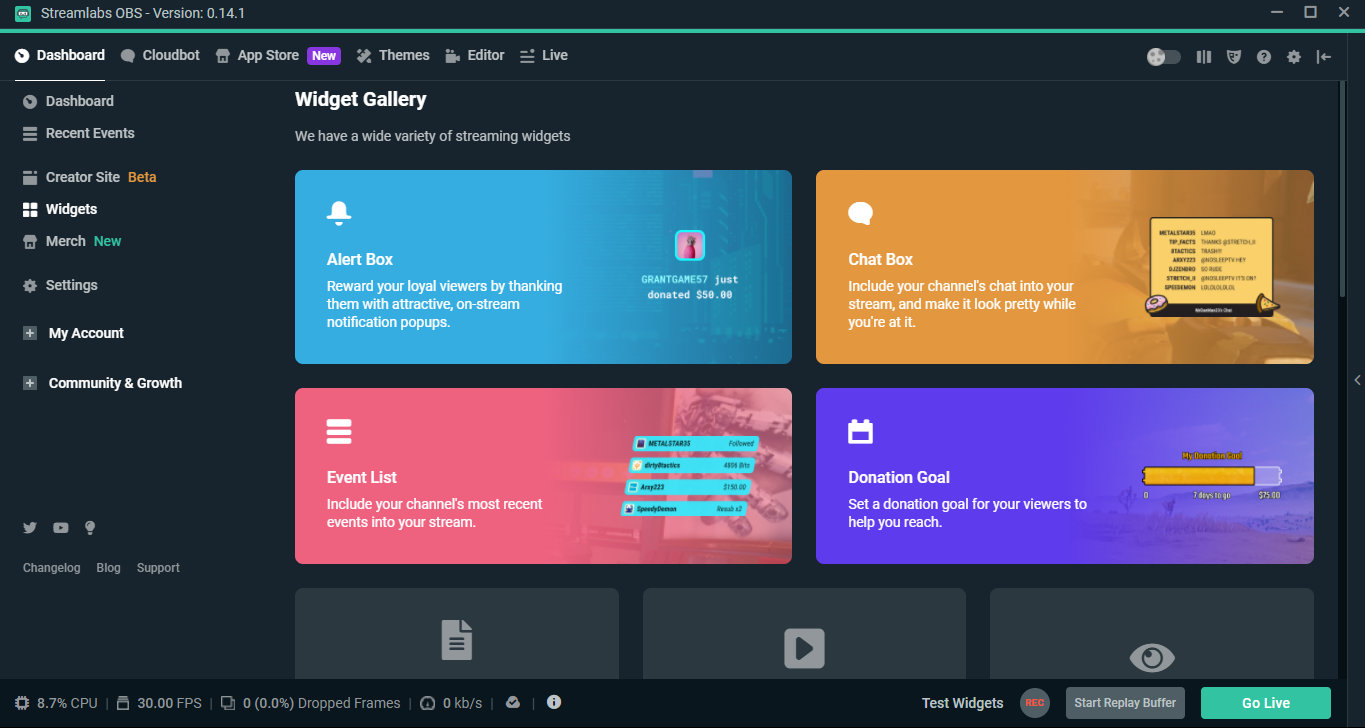 Streamlabs OBS - Version: 0.14.1
Dashboard
Cloudbot
App Store New
Themes
Editor
Live
Dashboard
Recent Events
Creator Site Beta
Widgets
Merch New
Settings
My Account
Community & Growth
Changelog Blog Support
Widget Gallery
We have a wide variety of streaming widgets
Alert Box
Reward your loyal viewers by thanking
them with attractive, on-stream
notification popups.
GRANTGAME57 just
donated $50.00
Chat Box
Include your channel's chat into your
stream, and make it look pretty while
you're at it.
METALSTAR35 LMAO
TIP_FACTS THANKS @STRETCH_II
8TACTICS TRASH!!!
ARXY223 @NOSLEEPTV HEY
DJZENDRO SO RUDE
STRETCH_II @NOSLEEPTV IT'S ON?
SPEEDEMON LOLOLOLOLOL
Event List
Include your channel's most recent
events into your stream.
METALSTAR35 Followed
dirty8tactics 4806 Bits
Arxy223 $150.00
SpeedyDemon Resub x2
Donation Goal
Set a donation goal for your viewers to
help you reach.
My Donation Goal
0 7 days to go $75.00
8.7% CPU | 30.00 FPS | 0 (0.0%) Dropped Frames | 0 kb/s | |
Test Widgets
REC
Start Replay Buffer
Go Live